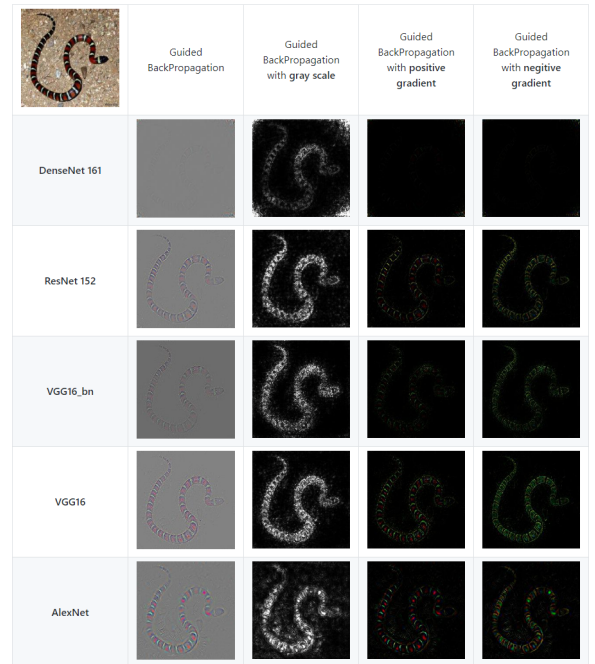 Guided
BackPropagation
Guided
BackPropagation
with gray scale
Guided
BackPropagation
with positive
gradient
Guided
BackPropagation
with negitive
gradient
DenseNet 161
ResNet 152
VGG16_bn
VGG16
AlexNet